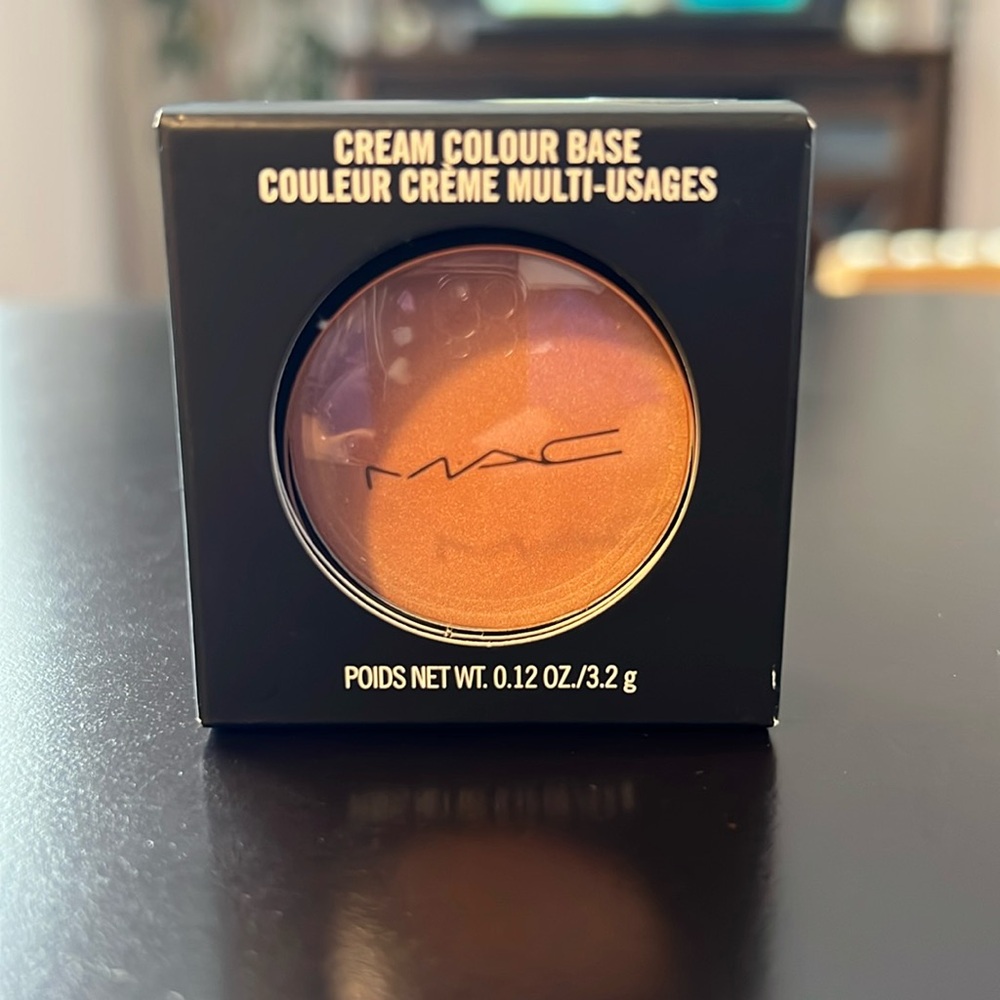 CREAM COLOUR BASE
COULEUR CRÈME MULTI-USAGES
MAC
POIDS NET WT. 0.12 OZ./3.2 g